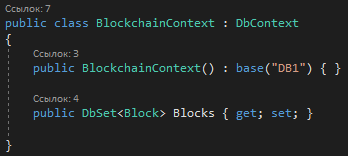 Ссылок: 7
public class BlockchainContext : DbContext
{
Ссылок: 3
public BlockchainContext() : base("DB1") { }
Ссылок: 4
public DbSet<Block> Blocks { get; set; }
}